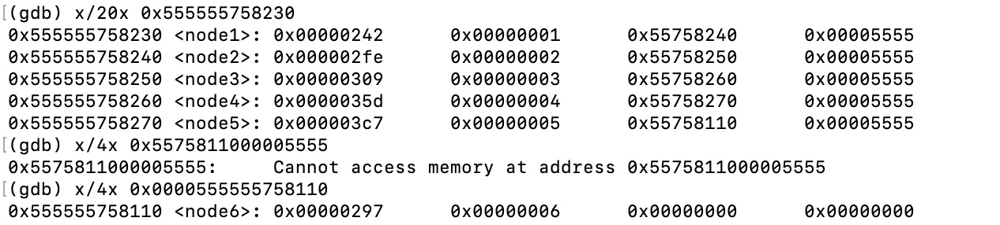 (gdb) x/20x 0x555555758230
0x555555758230 <node1>: 0x00000242 0x00000001 0x55758240 0x00005555
0x555555758240 <node2>: 0x000002fe 0x00000002 0x55758250 0x00005555
0x555555758250 <node3>: 0x00000309 0x00000003 0x55758260 0x00005555
0x555555758260 <node4>: 0x0000035d 0x00000004 0x55758270 0x00005555
0x555555758270 <node5>: 0x000003c7 0x00000005 0x55758110 0x00005555
(gdb) x/4x 0x5575811000005555
0x5575811000005555: Cannot access memory at address 0x5575811000005555
(gdb) x/4x 0x0000555555758110
0x555555758110 <node6>: 0x00000297 0x00000006 0x00000000 0x00000000